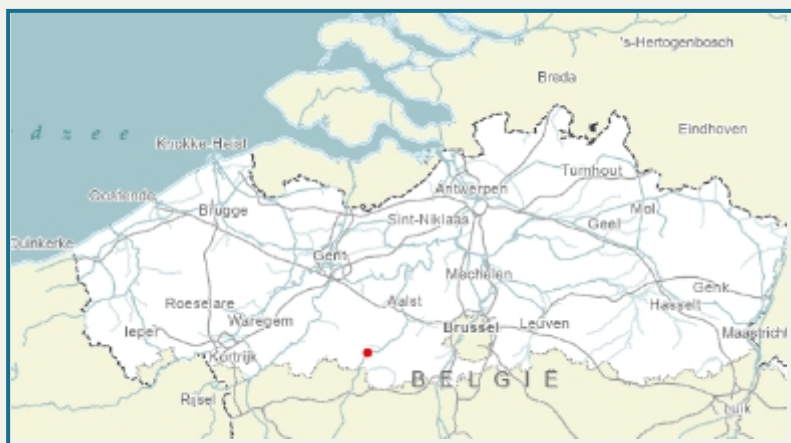 's-Hertogenbosch
Breda
dzee
Eindhoven
Knokke-Heist
Turnhout
Antwerpen
Oostende
Mol
Brugge
Sint-Niklaas
Geel
Duinkerke
Gent
Mechelen
Genk
Roeselare
Aalst
Hasselt
Waregem
Brussel
Leuven
Ieper
Maastricht
Kortrijk
BELGIË
Rijsel
Luik